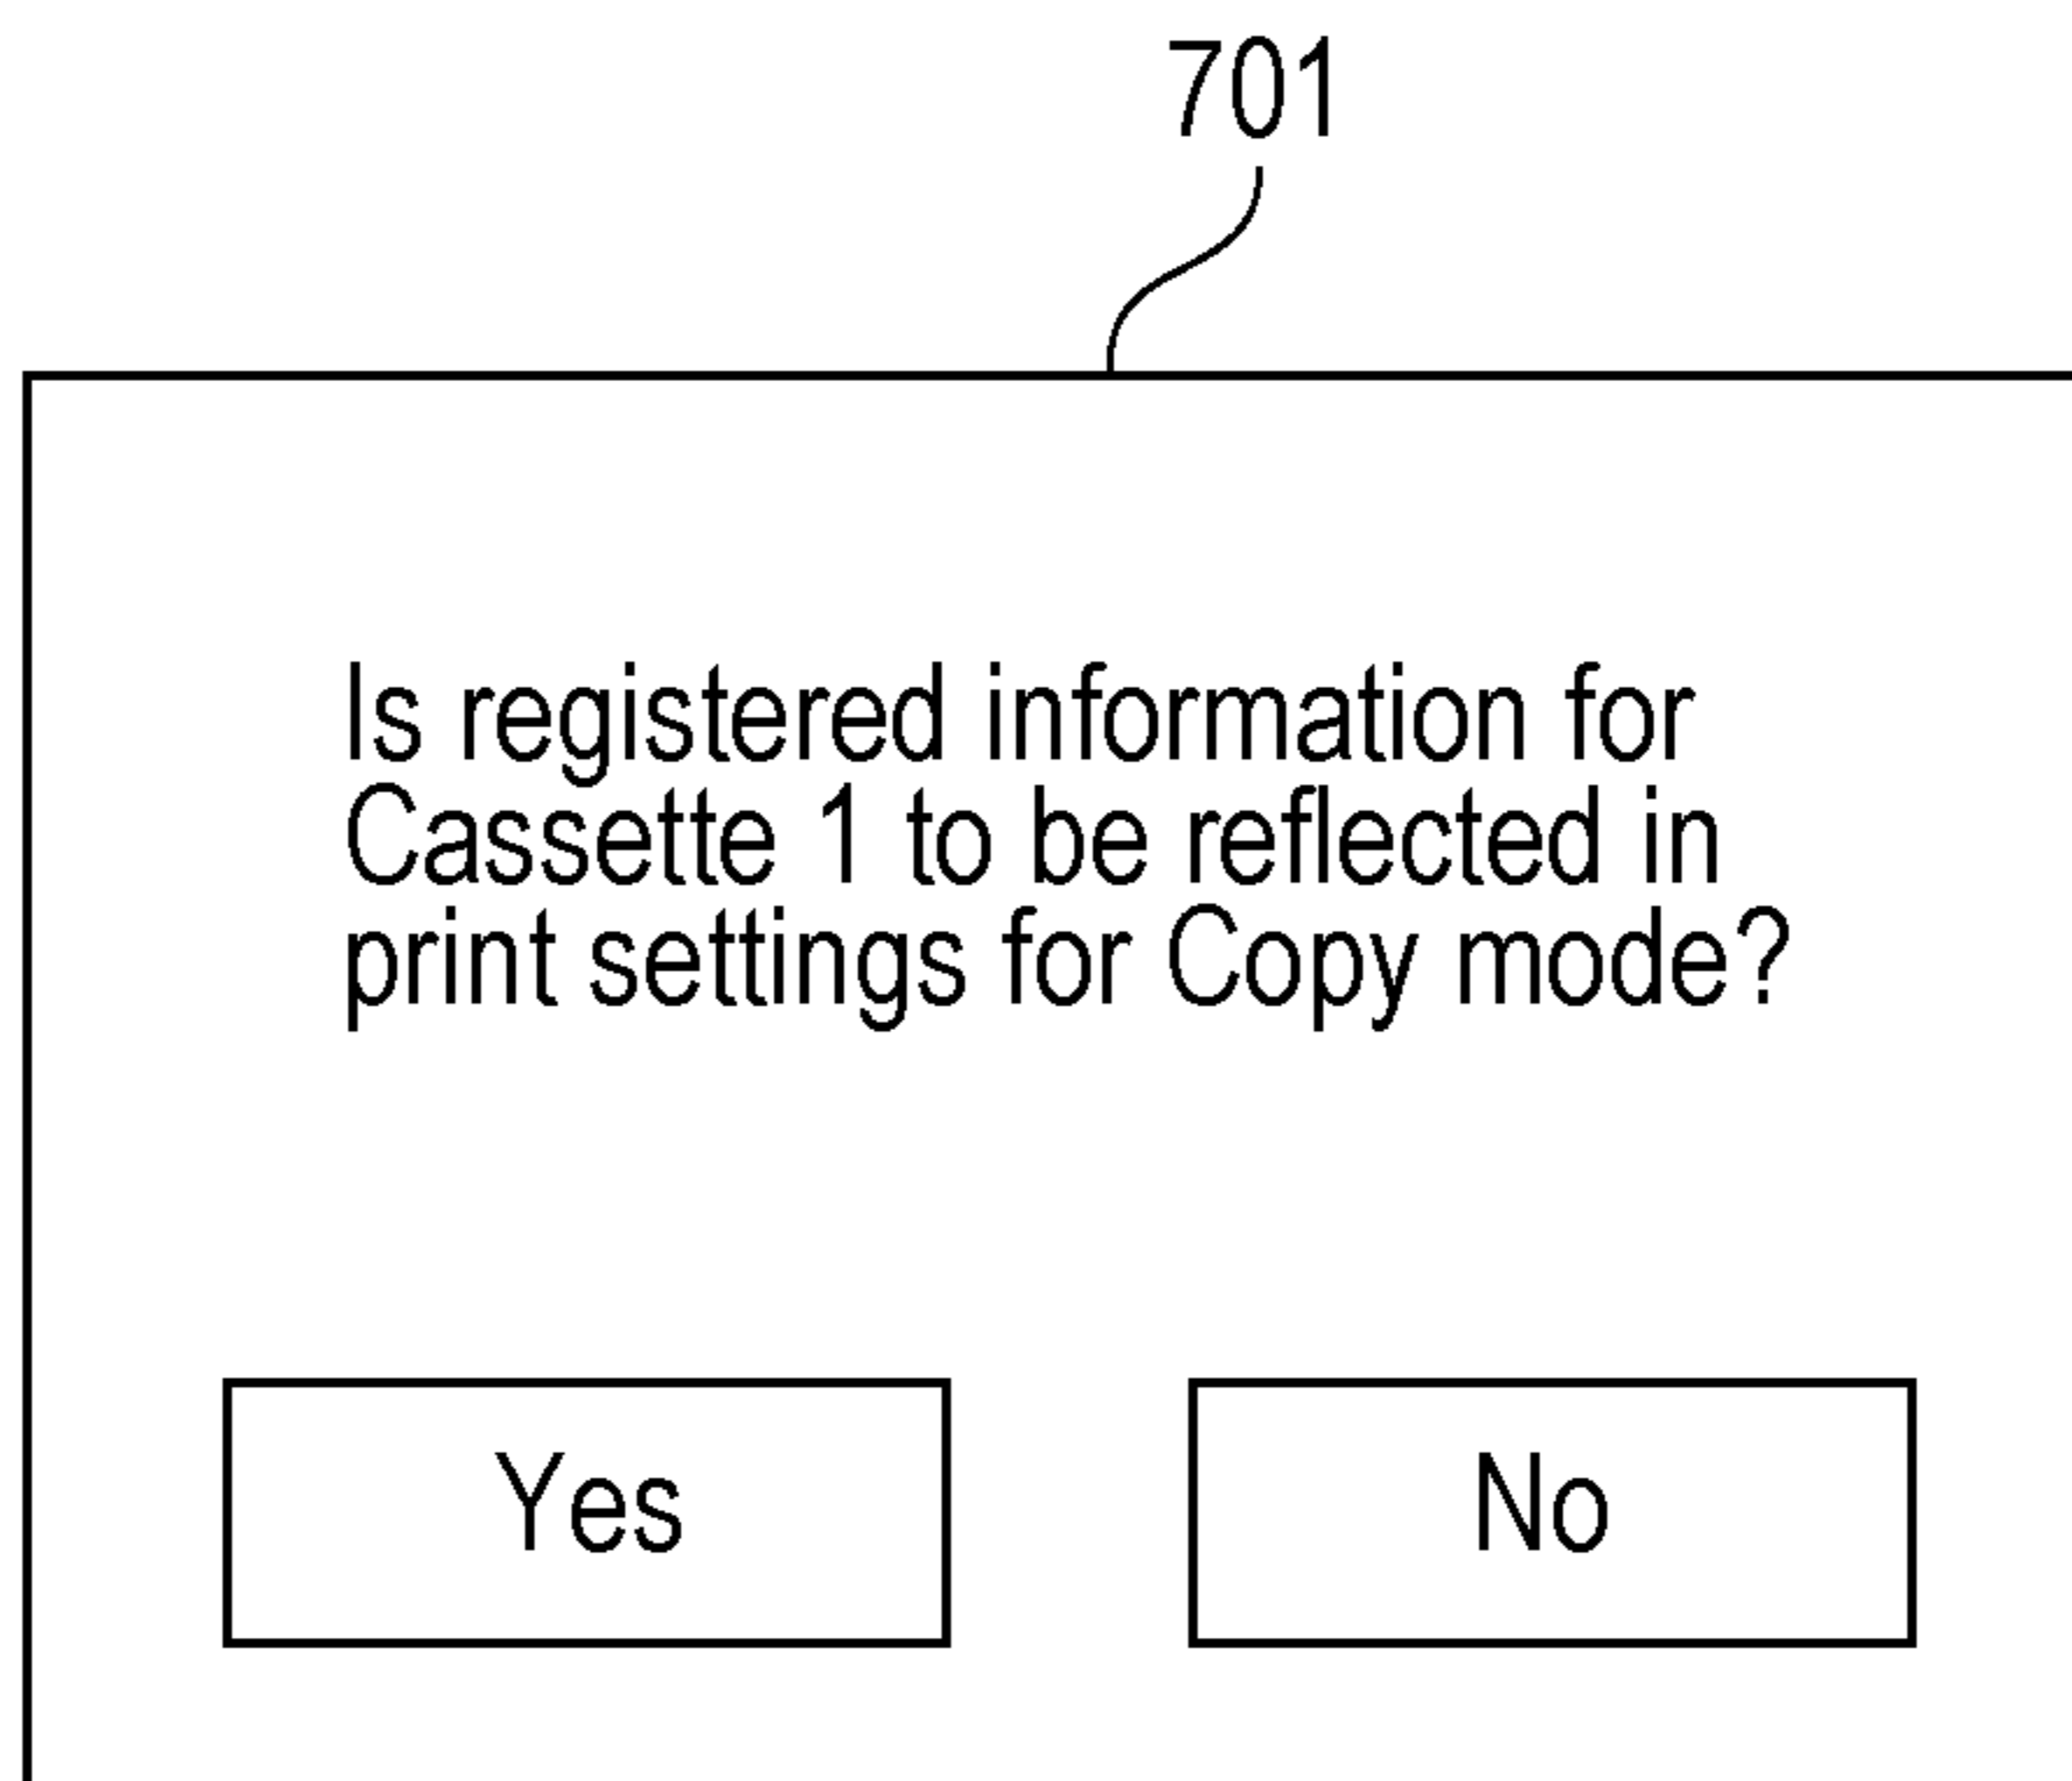 701
Is registered information for
Cassette 1 to be reflected in
print settings for Copy mode?
Yes
No